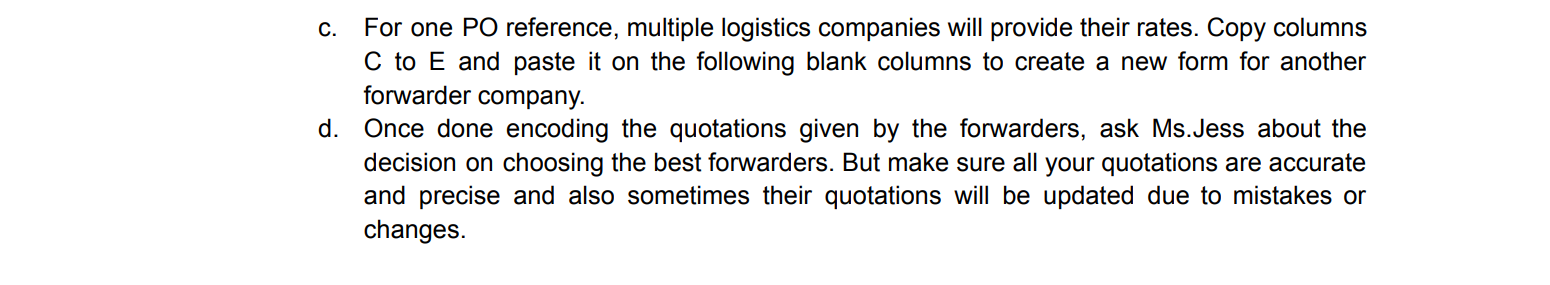 c. For one PO reference, multiple logistics companies will provide their rates. Copy columns
C to E and paste it on the following blank columns to create a new form for another
forwarder company.
d. Once done encoding the quotations given by the forwarders, ask Ms.Jess about the
decision on choosing the best forwarders. But make sure all your quotations are accurate
and precise and also sometimes their quotations will be updated due to mistakes or
changes.